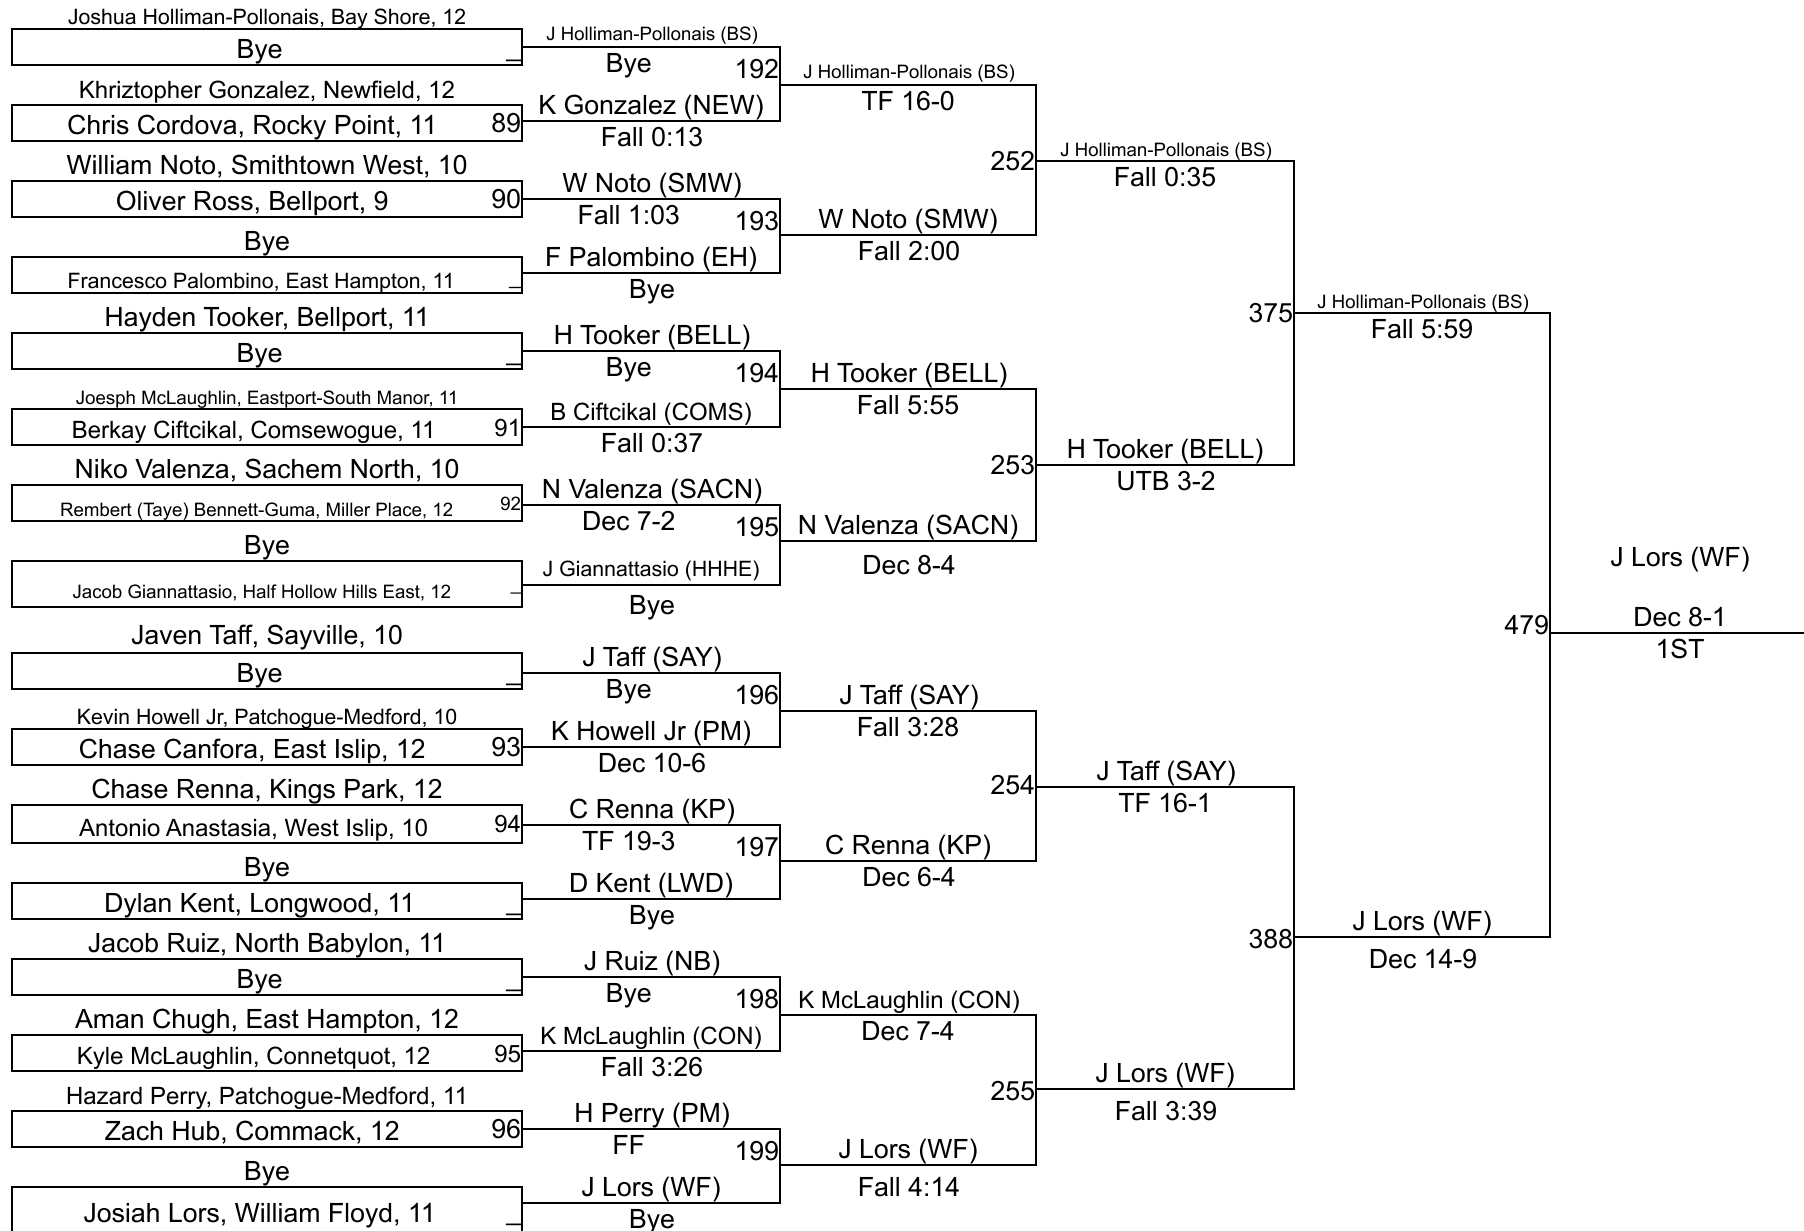 Joshua Holliman-Pollonais, Bay Shore, 12
Bye _
Khriztopher Gonzalez, Newfield, 12
Chris Cordova, Rocky Point, 11 89
William Noto, Smithtown West, 10
Oliver Ross, Bellport, 9 90
Bye
Francesco Palombino, East Hampton, 11 _
Hayden Tooker, Bellport, 11
Bye _
Joesph McLaughlin, Eastport-South Manor, 11
Berkay Ciftcikal, Comsewogue, 11 91
Niko Valenza, Sachem North, 10
Rembert (Taye) Bennett-Guma, Miller Place, 12 92
Bye
Jacob Giannattasio, Half Hollow Hills East, 12 _
Javen Taff, Sayville, 10
Bye _
Kevin Howell Jr, Patchogue-Medford, 10
Chase Canfora, East Islip, 12 93
Chase Renna, Kings Park, 12
Antonio Anastasia, West Islip, 10 94
Bye
Dylan Kent, Longwood, 11 _
Jacob Ruiz, North Babylon, 11
Bye _
Aman Chugh, East Hampton, 12
Kyle McLaughlin, Connetquot, 12 95
Hazard Perry, Patchogue-Medford, 11
Zach Hub, Commack, 12 96
Bye
Josiah Lors, William Floyd, 11 _
J Holliman-Pollonais (BS)
Bye 192
K Gonzalez (NEW)
Fall 0:13
W Noto (SMW)
Fall 1:03 193
F Palombino (EH)
Bye
H Tooker (BELL)
Bye 194
B Ciftcikal (COMS)
Fall 0:37
N Valenza (SACN)
Dec 7-2 195
J Giannattasio (HHHE)
Bye
J Taff (SAY)
Bye 196
K Howell Jr (PM)
Dec 10-6
C Renna (KP)
TF 19-3 197
D Kent (LWD)
Bye
J Ruiz (NB)
Bye 198
K McLaughlin (CON)
Fall 3:26
H Perry (PM)
FF 199
J Lors (WF)
Bye
J Holliman-Pollonais (BS)
TF 16-0
252
W Noto (SMW)
Fall 2:00
H Tooker (BELL)
Fall 5:55
253
N Valenza (SACN)
Dec 8-4
J Taff (SAY)
Fall 3:28
254
C Renna (KP)
Dec 6-4
K McLaughlin (CON)
Dec 7-4
255
J Lors (WF)
Fall 4:14
J Holliman-Pollonais (BS)
Fall 0:35
375
H Tooker (BELL)
UTB 3-2
J Taff (SAY)
TF 16-1
388
J Lors (WF)
Fall 3:39
J Holliman-Pollonais (BS)
Fall 5:59
479
J Lors (WF)
Dec 14-9
J Lors (WF)
Dec 8-1
1ST